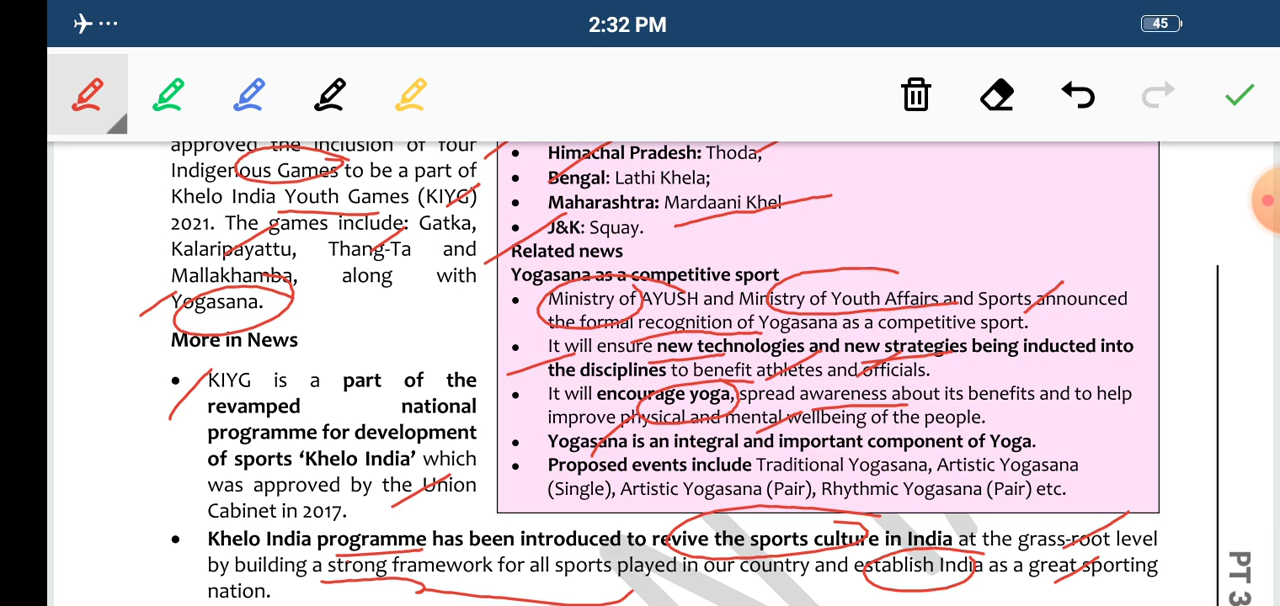 2:32 PM
45
approved the inclusion of four
Indigenous Games to be a part of
Khelo India Youth Games (KIYG)
2021. The games include: Gatka,
Kalaripayattu, Thang-Ta and
Mallakhamba, along with
Yogasana.
More in News
• KIYG is a part of the
revamped national
programme for development
of sports ‘Khelo India’ which
was approved by the Union
Cabinet in 2017.
• Himachal Pradesh: Thoda;
• Bengal: Lathi Khela;
• Maharashtra: Mardaani Khel
• J&K: Squay.
Related news
Yogasana as a competitive sport
• Ministry of AYUSH and Ministry of Youth Affairs and Sports announced
the formal recognition of Yogasana as a competitive sport.
• It will ensure new technologies and new strategies being inducted into
the disciplines to benefit athletes and officials.
• It will encourage yoga, spread awareness about its benefits and to help
improve physical and mental wellbeing of the people.
• Yogasana is an integral and important component of Yoga.
• Proposed events include Traditional Yogasana, Artistic Yogasana
(Single), Artistic Yogasana (Pair), Rhythmic Yogasana (Pair) etc.
• Khelo India programme has been introduced to revive the sports culture in India at the grass-root level
by building a strong framework for all sports played in our country and establish India as a great sporting
nation.
PT 3